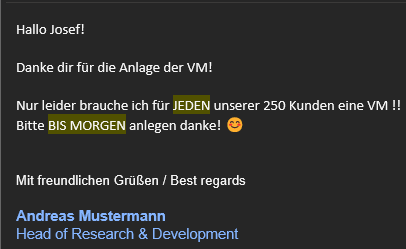 Hallo Josef!
Danke dir für die Anlage der VM!
Nur leider brauche ich für JEDEN unserer 250 Kunden eine VM !!
Bitte BIS MORGEN anlegen danke! 😊
Mit freundlichen Grüßen / Best regards
Andreas Mustermann
Head of Research & Development